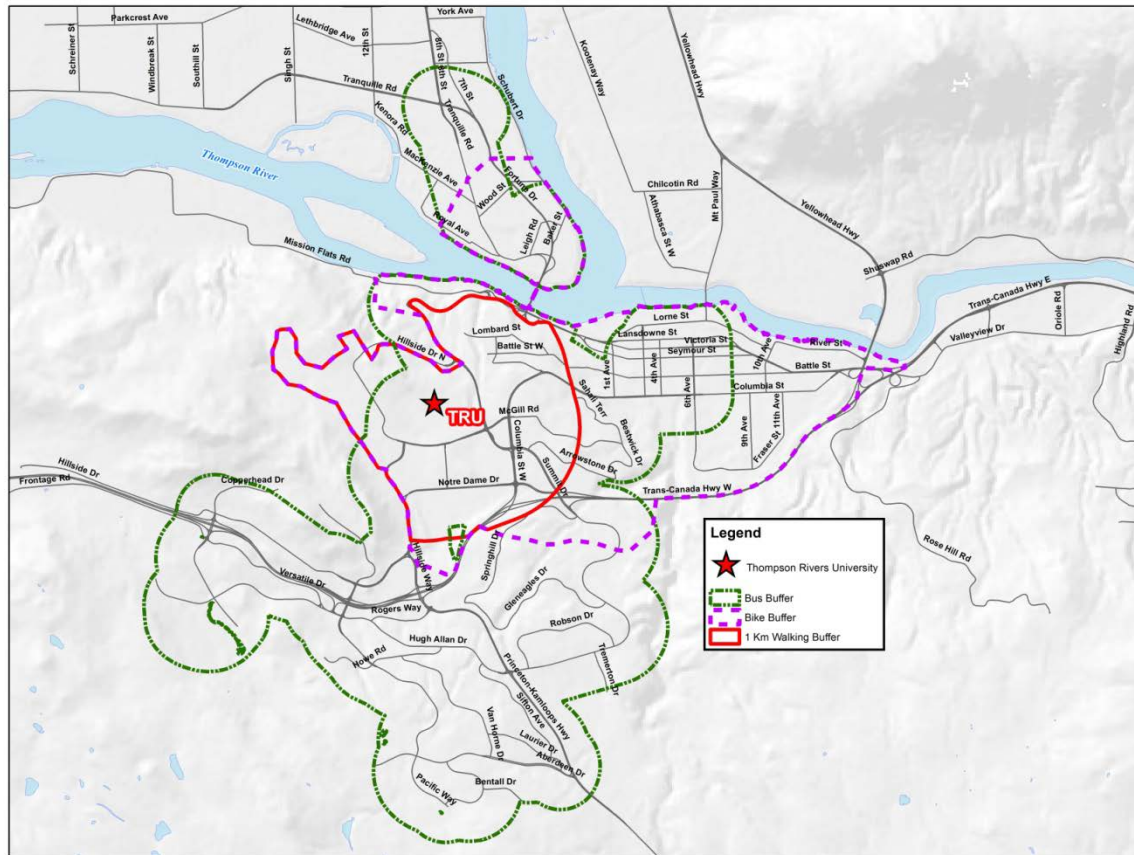 York Ave
Parkcrest Ave
Lethbridge Ave
Schreiner St
Windbreak St
Southill St
Singh St
12th St
8th St
7th St
Schubert Dr
Kootenay Way
Yellowhead Hwy
Tranquille Rd
Tranquille Rd
Kenora Rd
MacKenzie Ave
Thompson River
Wood St
Fortune Dr
Royal Ave
Leigh Rd
Baker St
Chilcotin Rd
Athabasca St W
Mt Paul Way
Yellowhead Hwy
Shuswap Rd
Mission Flats Rd
Trans-Canada Hwy E
Oriole Rd
Highland Rd
Valleyview Dr
Lorne St
Lombard St
Lansdowne St
Victoria St
River St
Battle St W
Seymour St
Hillside Dr N
1st Ave
4th Ave
10th Ave
Battle St
Columbia St
6th Ave
Sahali Terr
TRU
McGill Rd
9th Ave
11th Ave
Fraser St
Bestwick Dr
Columbia St W
Arrowstone Dr
Summit Dr
Hillside Dr
Frontage Rd
Copperhead Dr
Notre Dame Dr
Trans-Canada Hwy W
Rose Hill Rd
Legend
Thompson Rivers University
Bus Buffer
Bike Buffer
1 Km Walking Buffer
Springhill Dr
Hillside Way
Versatile Dr
Rogers Way
Gleneagles Dr
Robson Dr
Hugh Allan Dr
Howe Rd
Tremerton Dr
Princeton-Kamloops Hwy
Sifton Ave
Van Horne Dr
Laurier Dr
Aberdeen Dr
Pacific Way
Bentall Dr